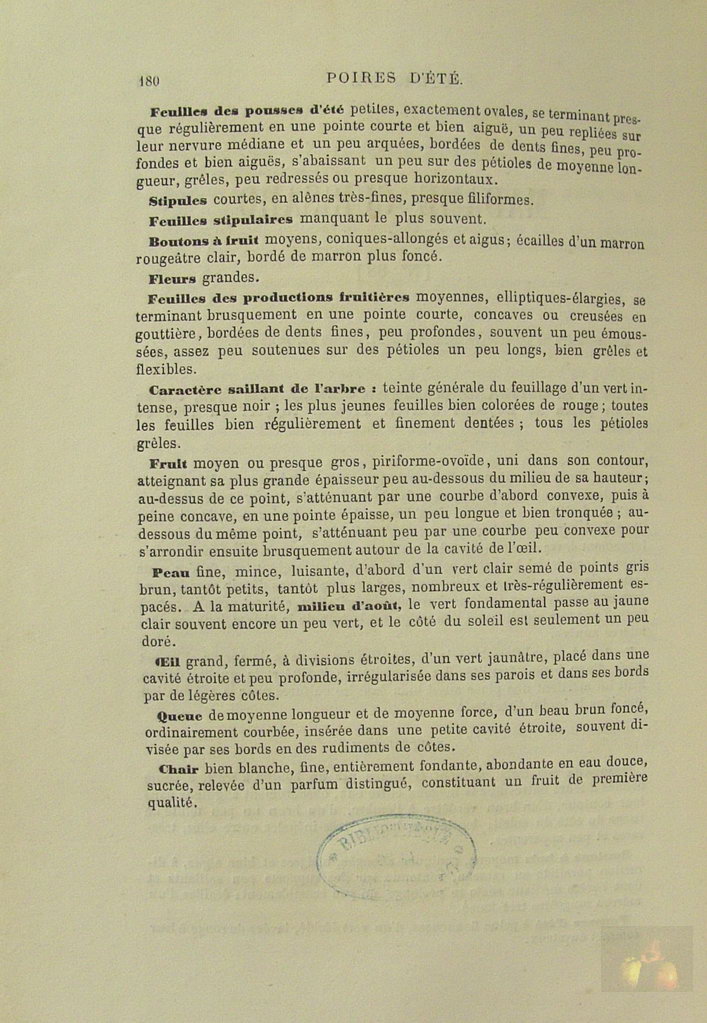 180
POIRES D'ÉTÉ.
Feuilles des pousses d'été petites, exactement ovales, se terminant pres-
que régulièrement en une pointe courte et bien aiguë, un peu repliées sur
leur nervure médiane et un peu arquées, bordées de dents fines, peu pro-
fondes et bien aiguës, s'abaissant un peu sur des pétioles de moyenne lon-
gueur, grêles, peu redressés ou presque horizontaux.
Stipules courtes, en alènes très-fines, presque filiformes.
Feuilles stipulaires manquant le plus souvent.
Boutons à fruit moyens, coniques-allongés et aigus; écailles d'un marron
rougeâtre clair, bordé de marron plus foncé.
Fleurs grandes.
Feuilles des productions fruitières moyennes, elliptiques-élargies, se
terminant brusquement en une pointe courte, concaves ou creusées en
gouttière, bordées de dents fines, peu profondes, souvent un peu émous-
sées, assez peu soutenues sur des pétioles un peu longs, bien grêles et
flexibles.
Caractère saillant de l'arbre : teinte générale du feuillage d'un vert in-
tense, presque noir ; les plus jeunes feuilles bien colorées de rouge; toutes
les feuilles bien régulièrement et finement dentées ; tous les pétioles
grêles.
Fruit moyen ou presque gros, piriforme-ovoïde, uni dans son contour,
atteignant sa plus grande épaisseur peu au-dessous du milieu de sa hauteur;
au-dessus de ce point, s'atténuant par une courbe d'abord convexe, puis à
peine concave, en une pointe épaisse, un peu longue et bien tronquée ; au-
dessous du même point, s'atténuant peu par une courbe peu convexe pour
s'arrondir ensuite brusquement autour de la cavité de l'œil.
Peau fine, mince, luisante, d'abord d'un vert clair semé de points gris
brun, tantôt petits, tantôt plus larges, nombreux et très-régulièrement es-
pacés. A la maturité, milieu d'août, le vert fondamental passe au jaune
clair souvent encore un peu vert, et le côté du soleil est seulement un peu
doré.
Œil grand, fermé, à divisions étroites, d'un vert jaunâtre, placé dans une
cavité étroite et peu profonde, irrégularisée dans ses parois et dans ses bords
par de légères côtes.
Queue de moyenne longueur et de moyenne force, d'un beau brun foncé,
ordinairement courbée, insérée dans une petite cavité étroite, souvent di-
visée par ses bords en des rudiments de côtes.
Chair bien blanche, fine, entièrement fondante, abondante en eau douce,
sucrée, relevée d'un parfum distingué, constituant un fruit de première
qualité.